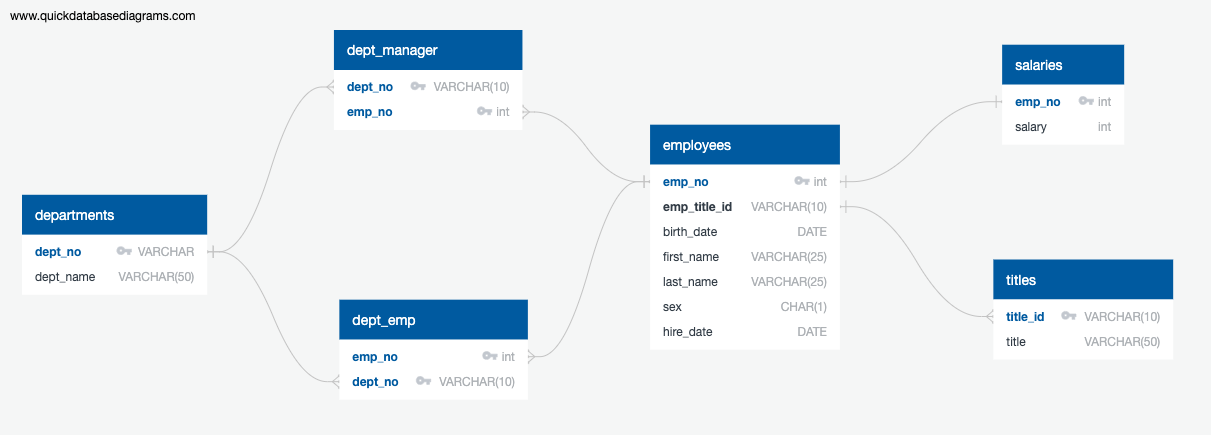 www.quickdatabasediagrams.com
dept_manager
dept_no VARCHAR(10)
emp_no int
departments
dept_no VARCHAR
dept_name VARCHAR(50)
dept_emp
emp_no int
dept_no VARCHAR(10)
employees
emp_no int
emp_title_id VARCHAR(10)
birth_date DATE
first_name VARCHAR(25)
last_name VARCHAR(25)
sex CHAR(1)
hire_date DATE
salaries
emp_no int
salary int
titles
title_id VARCHAR(10)
title VARCHAR(50)